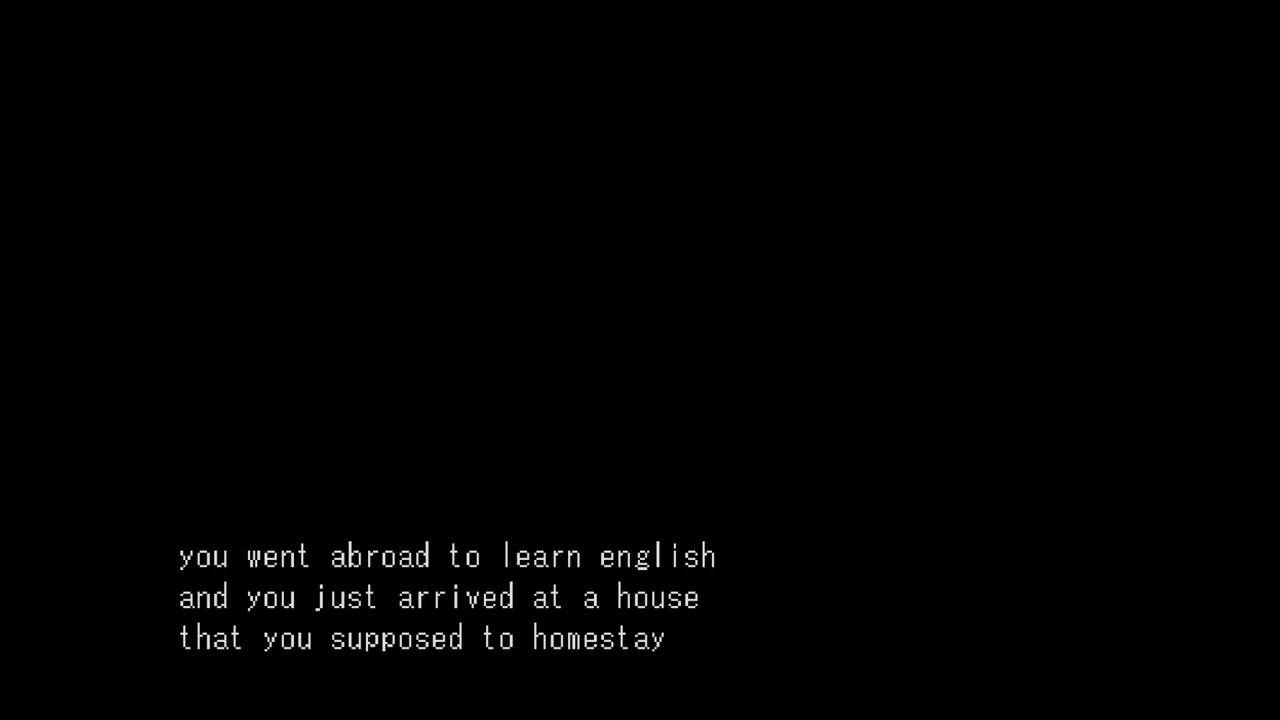 you went abroad to learn english
and you just arrived at a house
that you supposed to homestay